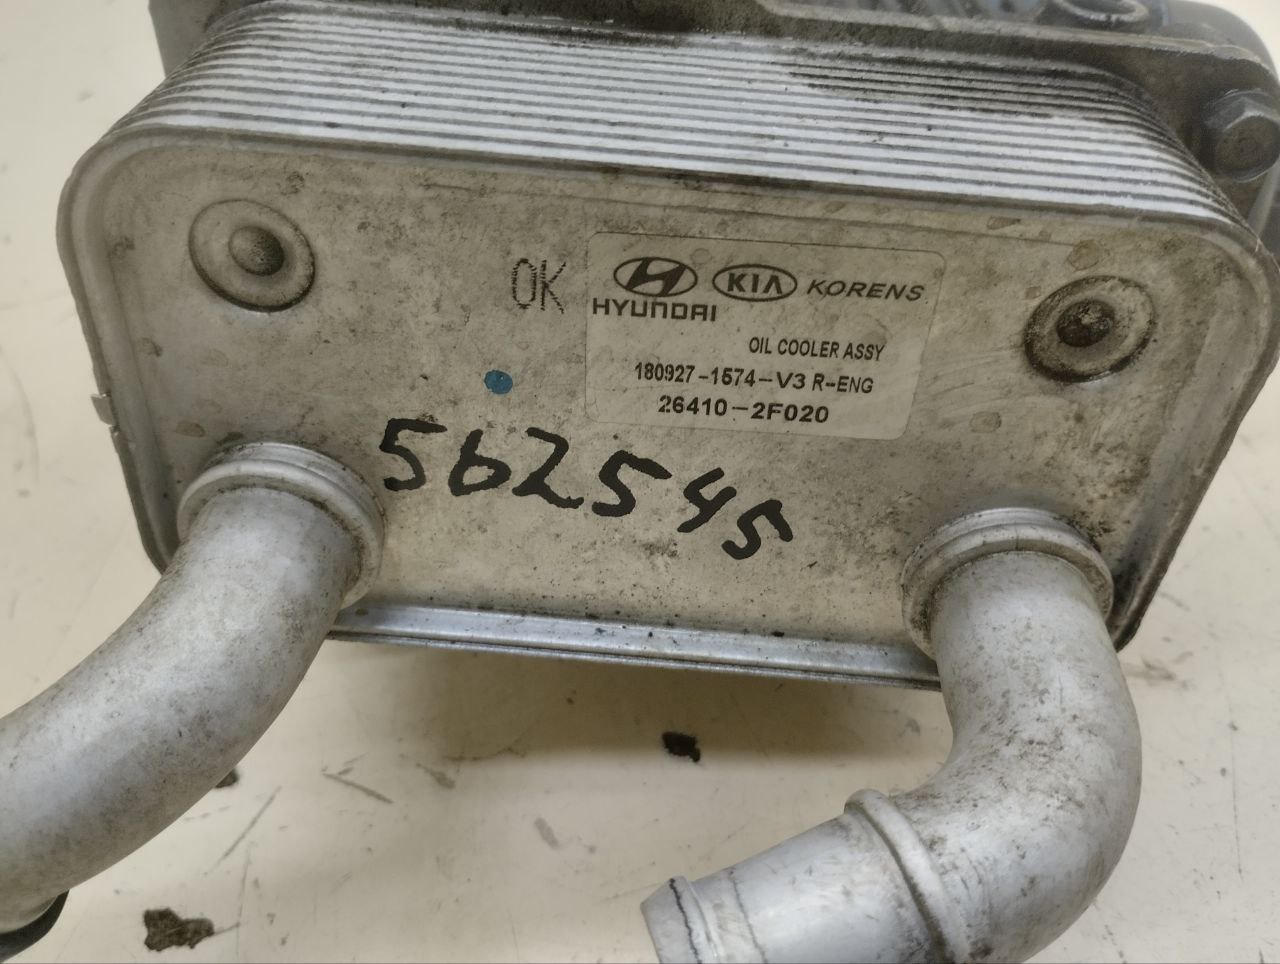 OK
HYUNDAI KIA KORENS
OIL COOLER ASSY
180927-1574-V3 R-ENG
26410-2F020
562545